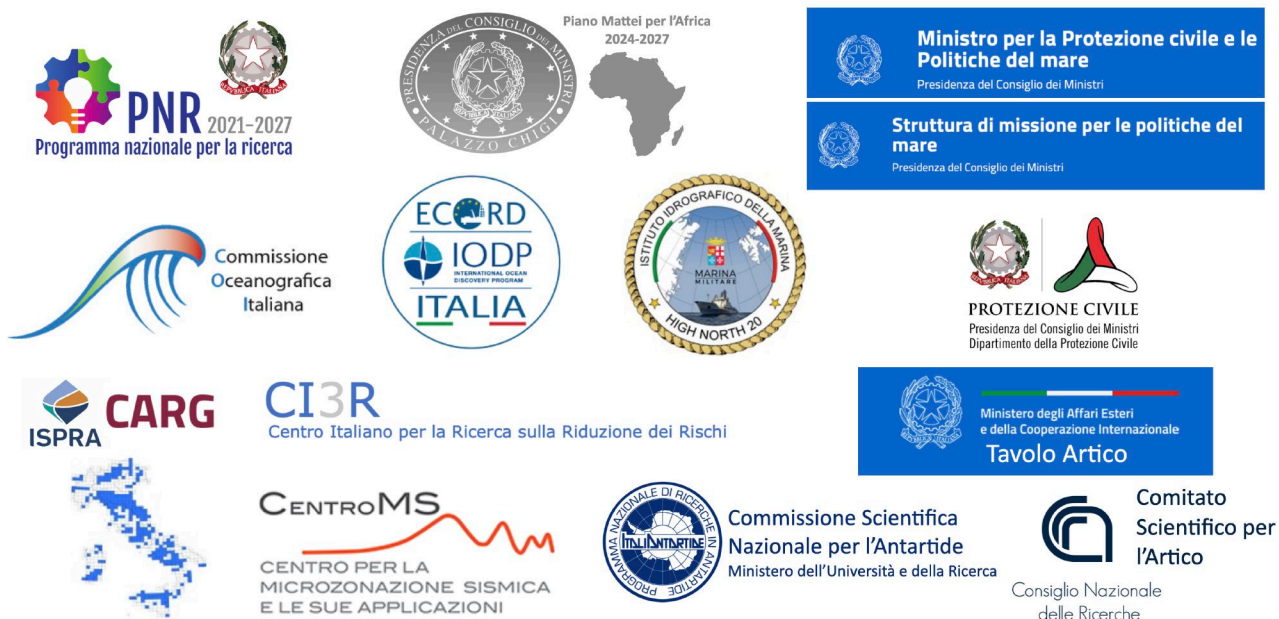 PNR 2021-2027
Programma nazionale per la ricerca
REPVBBLICA ITALIANA
PRESIDENZA DEL CONSIGLIO DEI MINISTRI
PALAZZO CHIGI
Piano Mattei per l'Africa
2024-2027
Ministro per la Protezione civile e le
Politiche del mare
Presidenza del Consiglio dei Ministri
Struttura di missione per le politiche del
mare
Presidenza del Consiglio dei Ministri
Commissione
Oceanografica
Italiana
ECORD
IODP
INTERNATIONAL OCEAN
DISCOVERY PROGRAM
ITALIA
ISTITUTO IDROGRAFICO DELLA MARINA
MARINA
MILITARE
HIGH NORTH 20
PROTEZIONE CIVILE
Presidenza del Consiglio dei Ministri
Dipartimento della Protezione Civile
ISPRA
CARG
CI3R
Centro Italiano per la Ricerca sulla Riduzione dei Rischi
Ministero degli Affari Esteri
e della Cooperazione Internazionale
Tavolo Artico
CENTROMS
CENTRO PER LA
MICROZONAZIONE SISMICA
E LE SUE APPLICAZIONI
PROGRAMMA NAZIONALE DI RICERCHE IN ANTARTIDE
ITALIANTARTIDE
Commissione Scientifica
Nazionale per l'Antartide
Ministero dell'Università e della Ricerca
Comitato
Scientifico per
l'Artico
Consiglio Nazionale
delle Ricerche